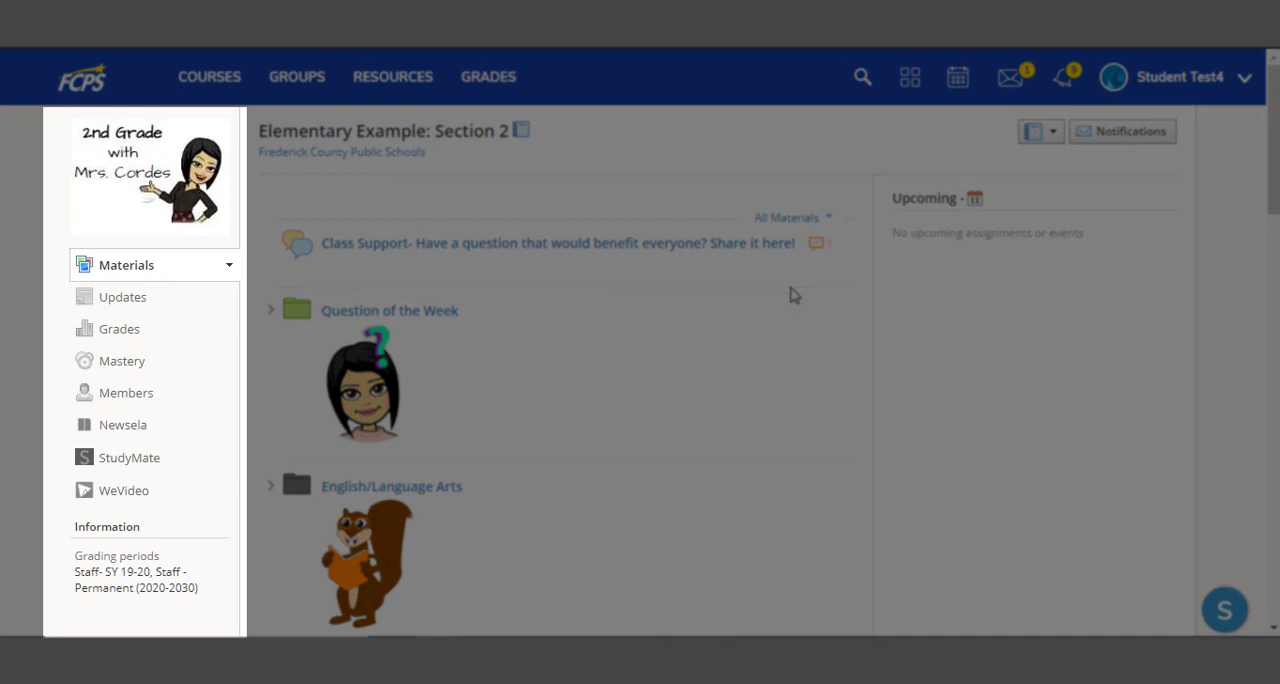 FCPS
COURSES GROUPS RESOURCES GRADES
1
9
Student Test4
2nd Grade
with
Mrs. Cordes
Materials
Updates
Grades
Mastery
Members
Newsela
StudyMate
WeVideo
Information
Grading periods
Staff- SY 19-20, Staff -
Permanent (2020-2030)
Elementary Example: Section 2
Frederick County Public Schools
Notifications
All Materials
Class Support- Have a question that would benefit everyone? Share it here!
Question of the Week
?
English/Language Arts
Upcoming ·
11
No upcoming assignments or events
S